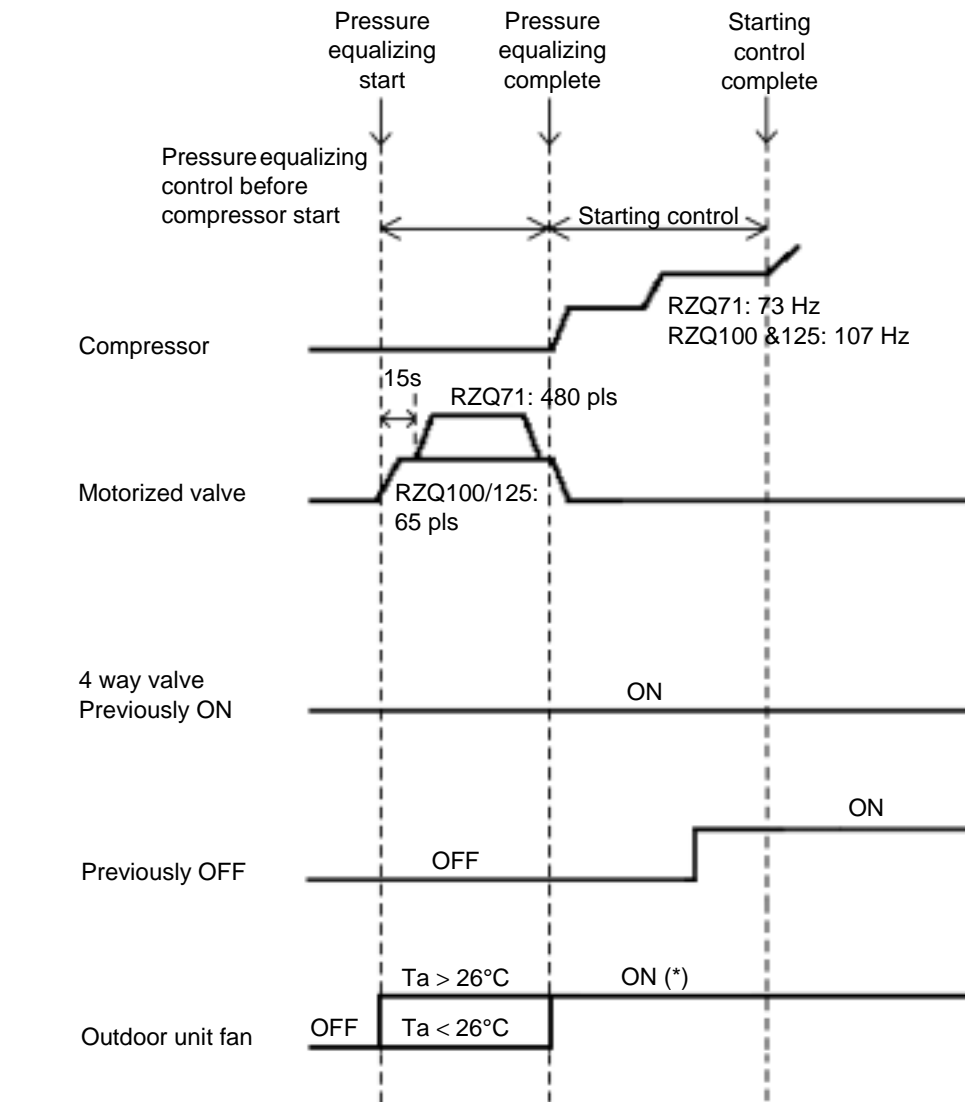 Pressure
equalizing
start
Pressure
equalizing
complete
Starting
control
complete
Pressure equalizing
control before
compressor start
Starting control
RZQ71: 73 Hz
RZQ100 &125: 107 Hz
Compressor
15s
RZQ71: 480 pls
Motorized valve
RZQ100/125:
65 pls
4 way valve
Previously ON
ON
ON
Previously OFF
OFF
Ta > 26°C
ON (*)
Outdoor unit fan
OFF
Ta < 26°C